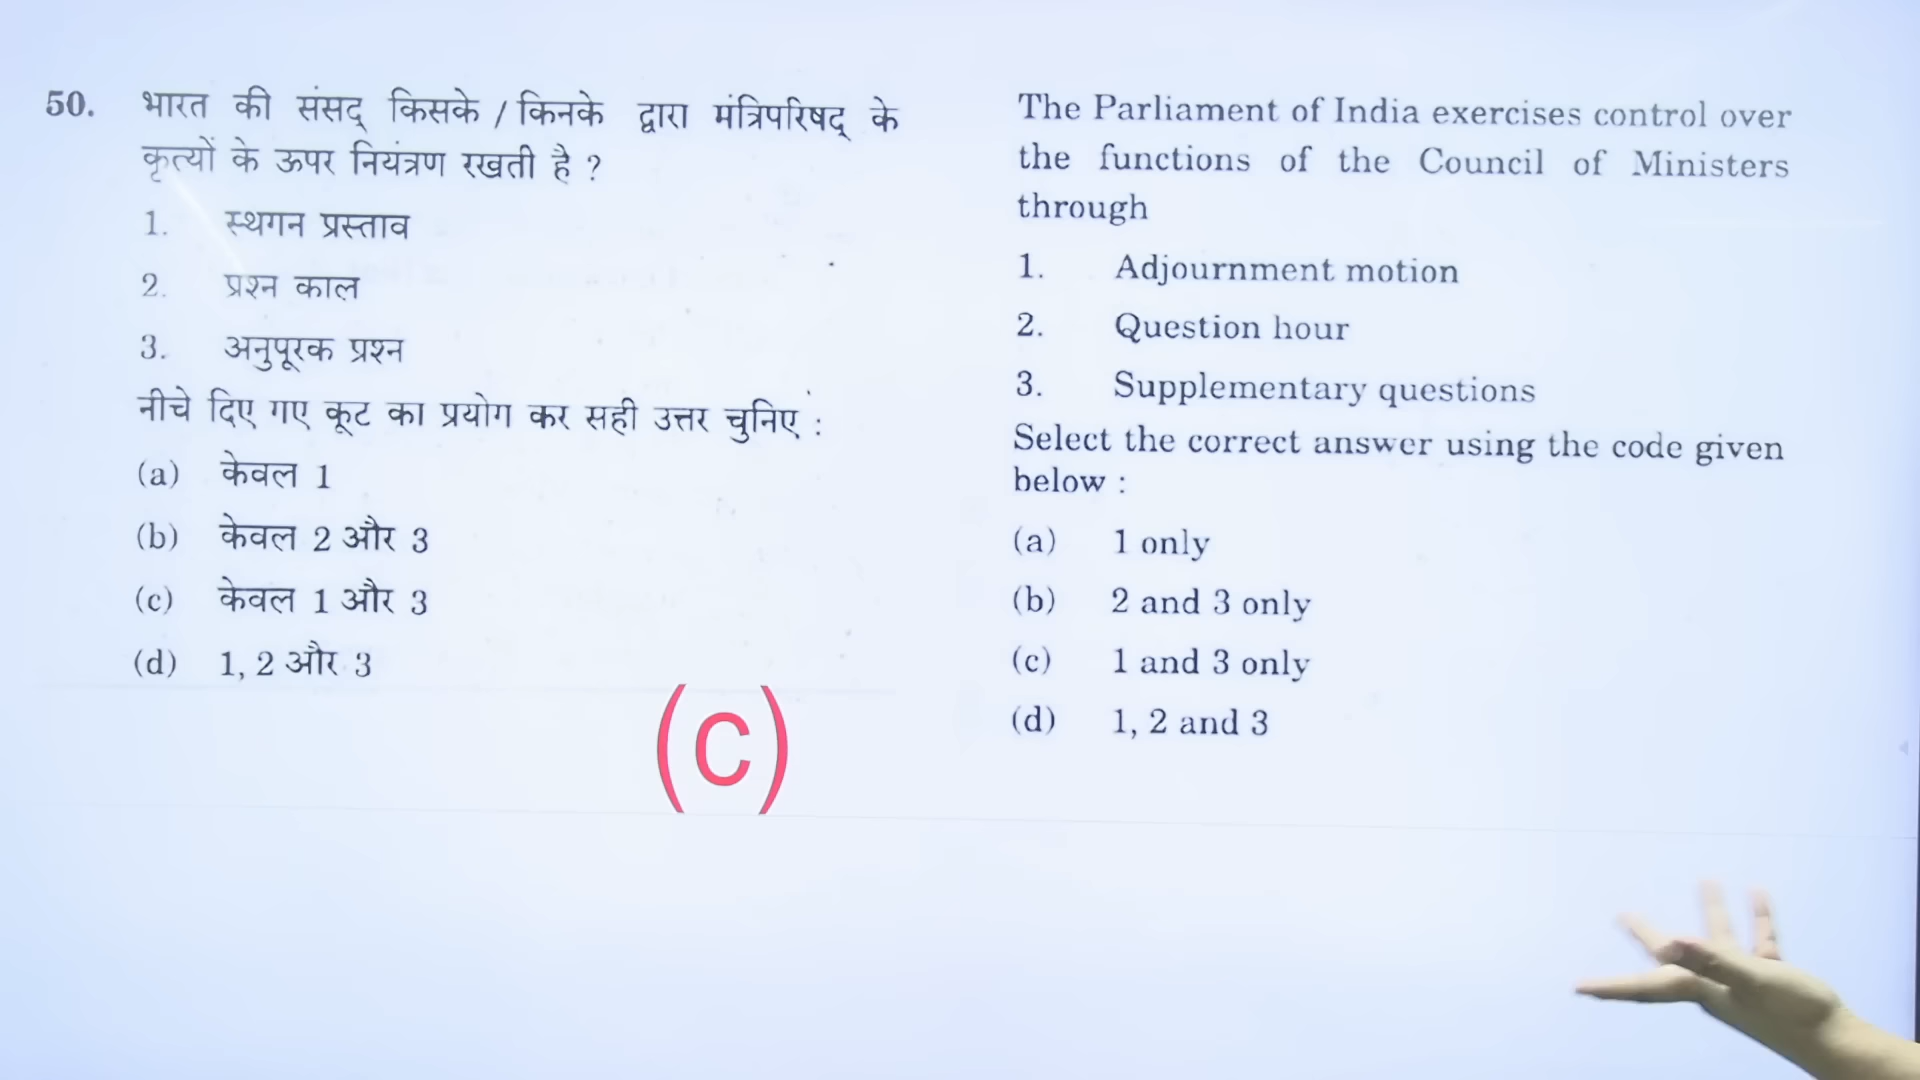 50. भारत की संसद् किसके / किनके द्वारा मंत्रिपरिषद् के
कृत्यों के ऊपर नियंत्रण रखती है ?
1. स्थगन प्रस्ताव
2. प्रश्न काल
3. अनुपूरक प्रश्न
नीचे दिए गए कूट का प्रयोग कर सही उत्तर चुनिए :
(a) केवल 1
(b) केवल 2 और 3
(c) केवल 1 और 3
(d) 1, 2 और 3
(c)
The Parliament of India exercises control over
the functions of the Council of Ministers
through
1. Adjournment motion
2. Question hour
3. Supplementary questions
Select the correct answer using the code given
below :
(a) 1 only
(b) 2 and 3 only
(c) 1 and 3 only
(d) 1, 2 and 3